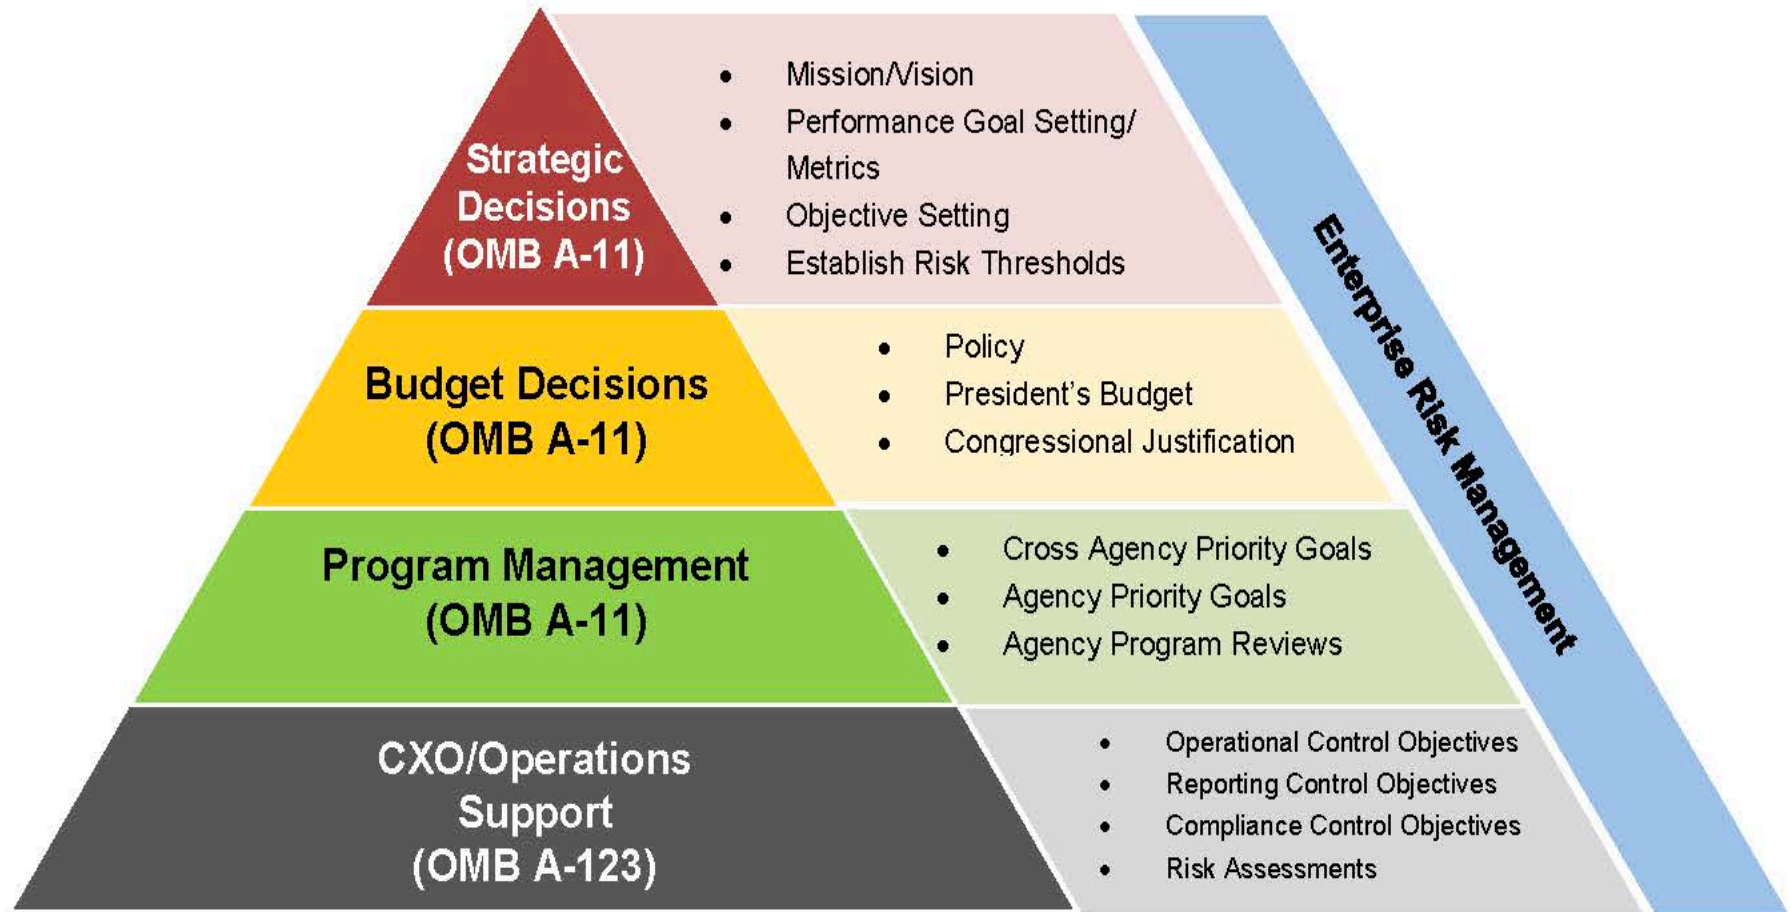 Strategic
Decisions
(OMB A-11)
• Mission/Vision
• Performance Goal Setting/
Metrics
• Objective Setting
• Establish Risk Thresholds
Budget Decisions
(OMB A-11)
• Policy
• President's Budget
• Congressional Justification
Program Management
(OMB A-11)
• Cross Agency Priority Goals
• Agency Priority Goals
• Agency Program Reviews
CXO/Operations
Support
(OMB A-123)
• Operational Control Objectives
• Reporting Control Objectives
• Compliance Control Objectives
• Risk Assessments
Enterprise Risk Management